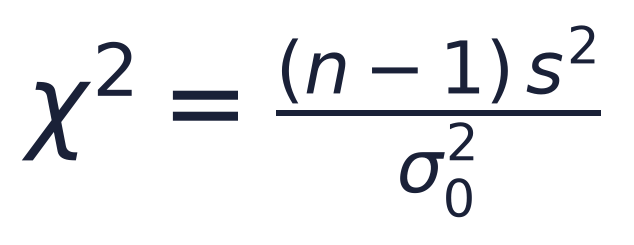 χ² = (n − 1) s² / σ₀²